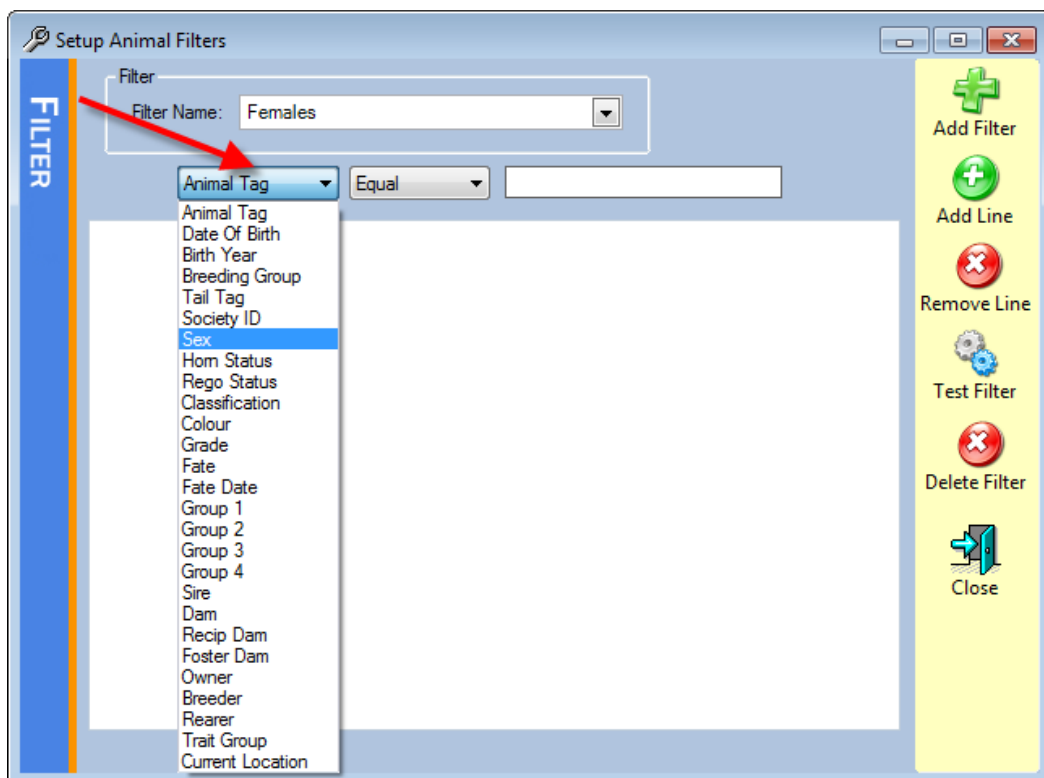 Setup Animal Filters
FILTER
Filter
Filter Name: Females
Animal Tag Equal
Animal Tag
Date Of Birth
Birth Year
Breeding Group
Tail Tag
Society ID
Sex
Horn Status
Rego Status
Classification
Colour
Grade
Fate
Fate Date
Group 1
Group 2
Group 3
Group 4
Sire
Dam
Recip Dam
Foster Dam
Owner
Breeder
Rearer
Trait Group
Current Location
Add Filter
Add Line
Remove Line
Test Filter
Delete Filter
Close